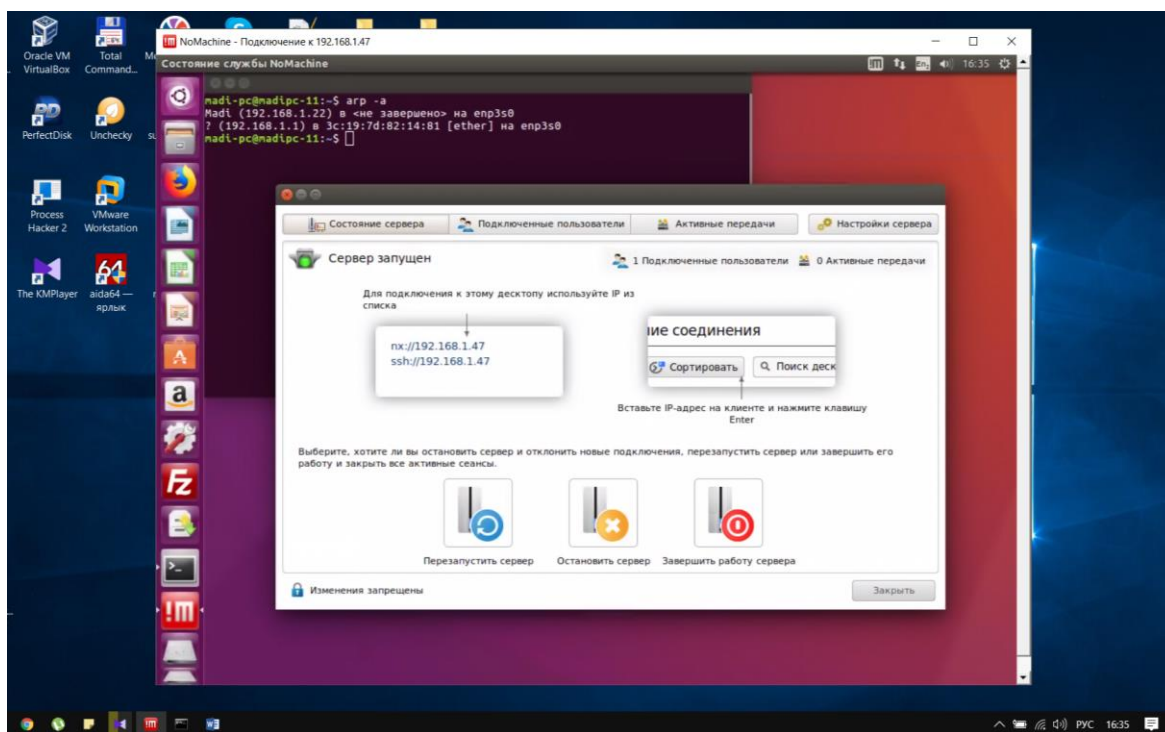 Oracle VM
VirtualBox
Total
Command...
PerfectDisk
Unchecky
Process
Hacker 2
VMware
Workstation
The KMPlayer
aida64 —
ярлык
NoMachine - Подключение к 192.168.1.47
Состояние службы NoMachine
16:35
madi-pc@madipc-11:~$ arp -a
Madi (192.168.1.22) в <не завершено> на enp3s0
? (192.168.1.1) в 3c:19:7d:82:14:81 [ether] на enp3s0
madi-pc@madipc-11:~$
Состояние сервера
Подключенные пользователи
Активные передачи
Настройки сервера
Сервер запущен
1 Подключенные пользователи
0 Активные передачи
Для подключения к этому десктопу используйте IP из
списка
nx://192.168.1.47
ssh://192.168.1.47
ие соединения
Сортировать
Поиск деск
Вставьте IP-адрес на клиенте и нажмите клавишу
Enter
Выберите, хотите ли вы остановить сервер и отклонить новые подключения, перезапустить сервер или завершить его
работу и закрыть все активные сеансы.
Перезапустить сервер
Остановить сервер
Завершить работу сервера
Изменения запрещены
Закрыть
РУС
16:35